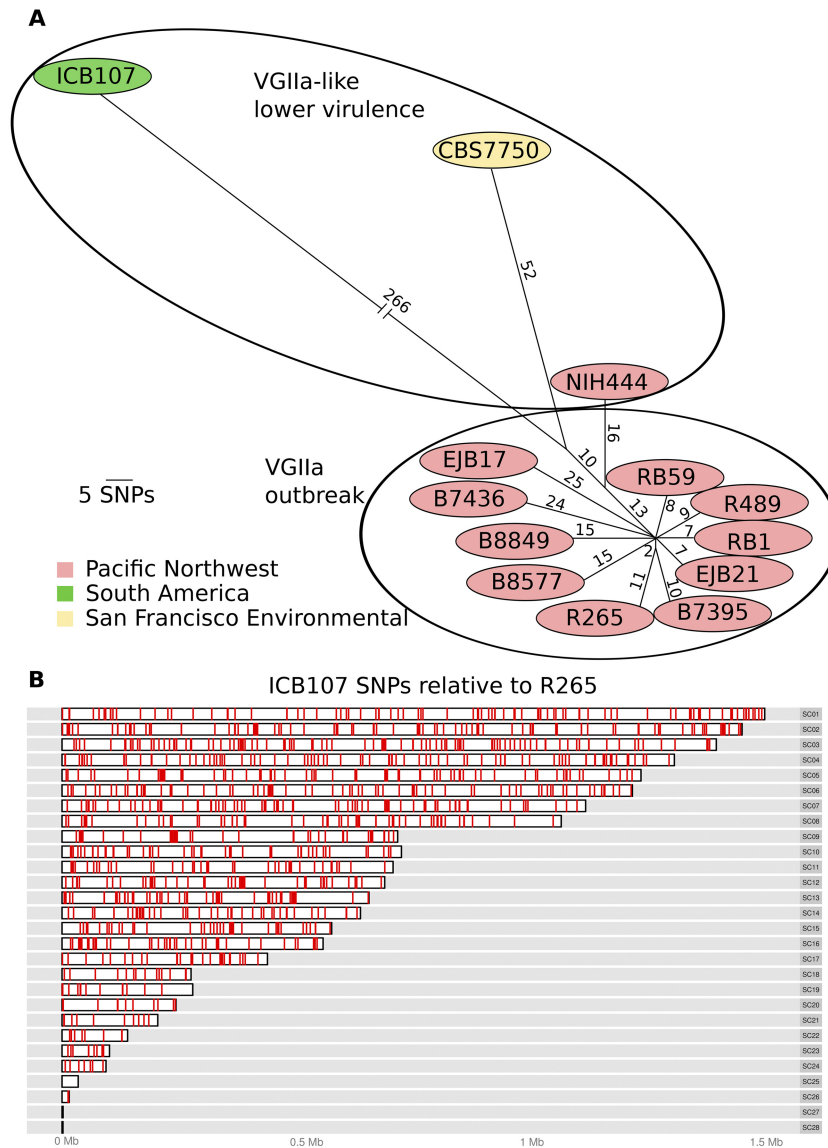 A
ICB107
VGIIa-like
lower virulence
CBS7750
52
266
NIH444
16
VGIIa
outbreak
10
EJB17
25
RB59
5 SNPs
B7436
24
13
8
9
R489
B8849
15
7
RB1
2
7
EJB21
B8577
15
11
10
R265
B7395
Pacific Northwest
South America
San Francisco Environmental
B
ICB107 SNPs relative to R265
SC01
SC02
SC03
SC04
SC05
SC06
SC07
SC08
SC09
SC10
SC11
SC12
SC13
SC14
SC15
SC16
SC17
SC18
SC19
SC20
SC21
SC22
SC23
SC24
SC25
SC26
SC27
SC28
0 Mb 0.5 Mb 1 Mb 1.5 Mb